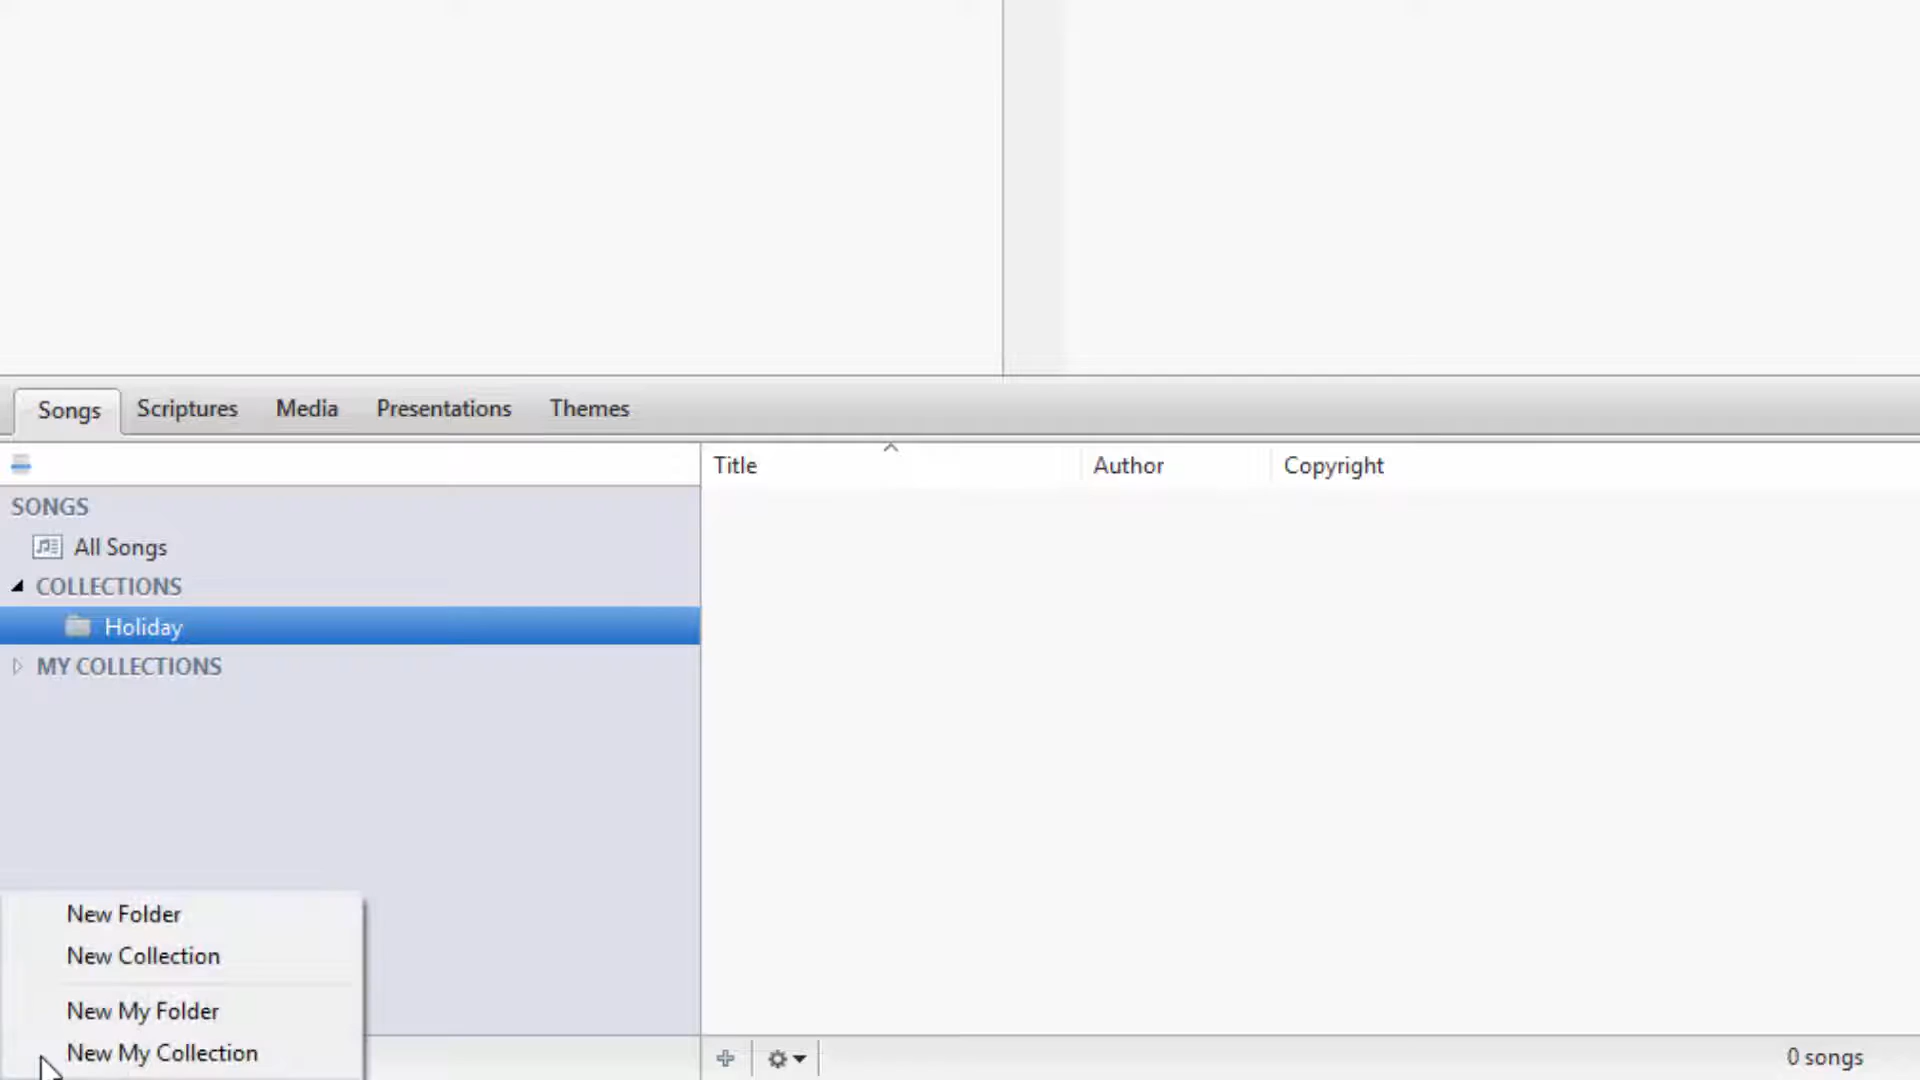 Songs Scriptures Media Presentations Themes
Title Author Copyright
SONGS
All Songs
COLLECTIONS
Holiday
MY COLLECTIONS
New Folder
New Collection
New My Folder
New My Collection
0 songs